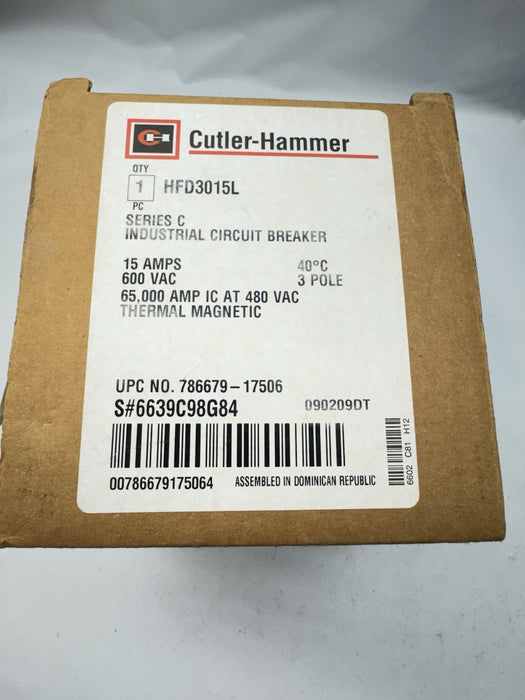 CH
Cutler-Hammer
QTY
1 HFD3015L
PC
SERIES C
INDUSTRIAL CIRCUIT BREAKER
15 AMPS 40°C
600 VAC 3 POLE
65,000 AMP IC AT 480 VAC
THERMAL MAGNETIC
UPC NO. 786679-17506
S#6639C98G84 090209DT
00786679175064 ASSEMBLED IN DOMINICAN REPUBLIC
6602 C81 H12